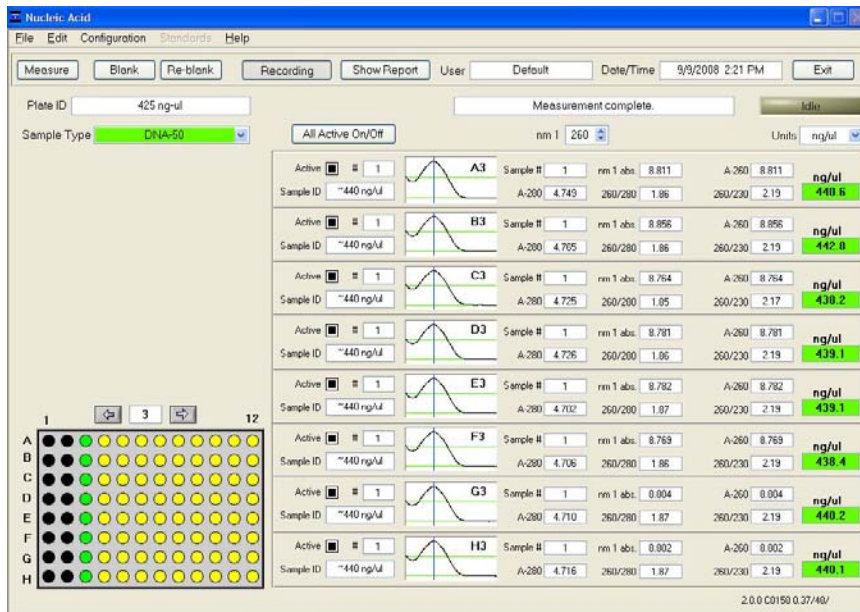 Nucleic Acid
File Edit Configuration Standards Help
Measure Blank Re-blank Recording Show Report User Default Date/Time 9/9/2008 2:21 PM Exit
Plate ID 425 ng-ul Measurement complete. Idle
Sample Type DNA-50 All Active On/Off nm 1 260 Units ng/ul
Active # 1 A3 Sample # 1 nm 1 abs. 8.811 A-260 8.811 ng/ul
Sample ID ~440 ng/ul A-280 4.749 260/280 1.86 260/230 2.19 440.6
Active # 1 B3 Sample # 1 nm 1 abs. 8.856 A-260 8.856 ng/ul
Sample ID ~440 ng/ul A-280 4.765 260/280 1.86 260/230 2.19 442.8
Active # 1 C3 Sample # 1 nm 1 abs. 8.764 A-260 8.764 ng/ul
Sample ID ~440 ng/ul A-280 4.725 260/280 1.85 260/230 2.17 438.2
Active # 1 D3 Sample # 1 nm 1 abs. 8.781 A-260 8.781 ng/ul
Sample ID ~440 ng/ul A-280 4.726 260/280 1.86 260/230 2.19 439.1
Active # 1 E3 Sample # 1 nm 1 abs. 8.782 A-260 8.782 ng/ul
Sample ID ~440 ng/ul A-280 4.702 260/280 1.87 260/230 2.19 439.1
1 3 12
Active # 1 F3 Sample # 1 nm 1 abs. 8.769 A-260 8.769 ng/ul
Sample ID ~440 ng/ul A-280 4.706 260/280 1.86 260/230 2.19 438.4
Active # 1 G3 Sample # 1 nm 1 abs. 8.804 A-260 8.804 ng/ul
Sample ID ~440 ng/ul A-280 4.710 260/280 1.87 260/230 2.19 440.2
Active # 1 H3 Sample # 1 nm 1 abs. 8.802 A-260 8.802 ng/ul
Sample ID ~440 ng/ul A-280 4.716 260/280 1.87 260/230 2.19 440.1
A
B
C
D
E
F
G
H
2.0.0 C0150 0.37/48/